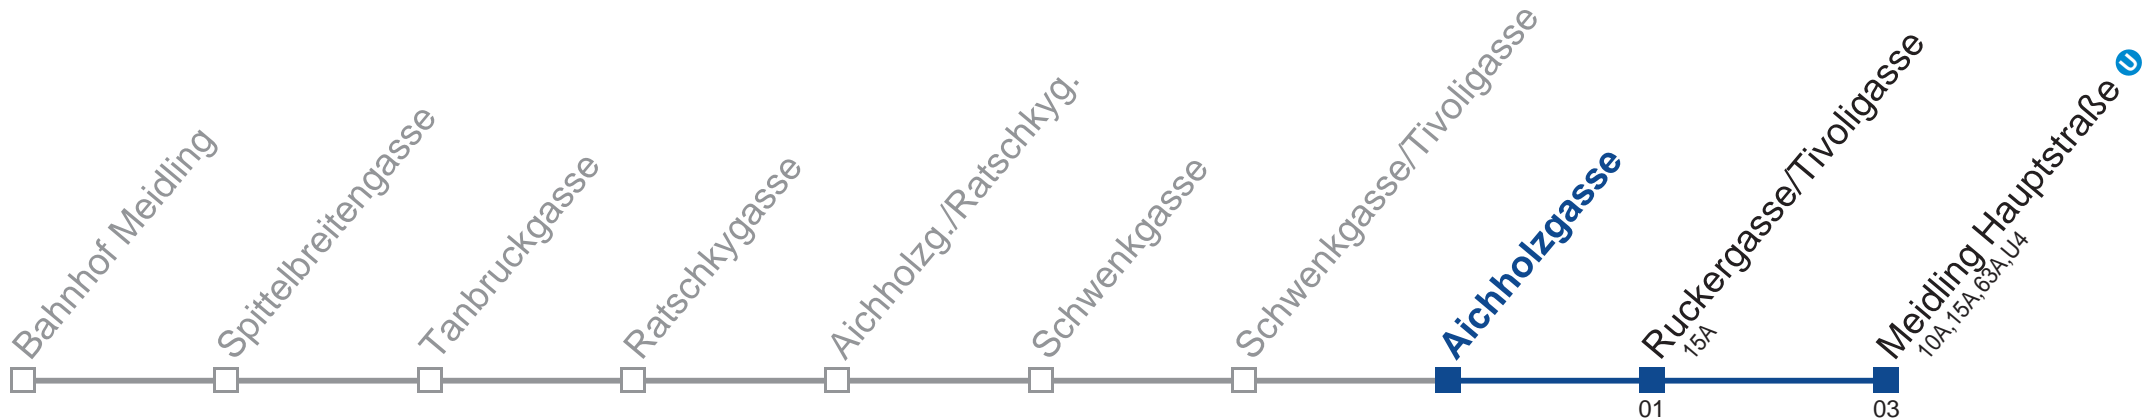 Bahnhof Meidling
Spittelbreitengasse
Tanbruckgasse
Ratschkygasse
Aichholzg./Ratschkyg.
Schwenkgasse
Schwenkgasse/Tivoligasse
Aichholzgasse
Ruckergasse/Tivoligasse
15A
Meidling Hauptstraße U
10A,15A,63A,U4
01
03